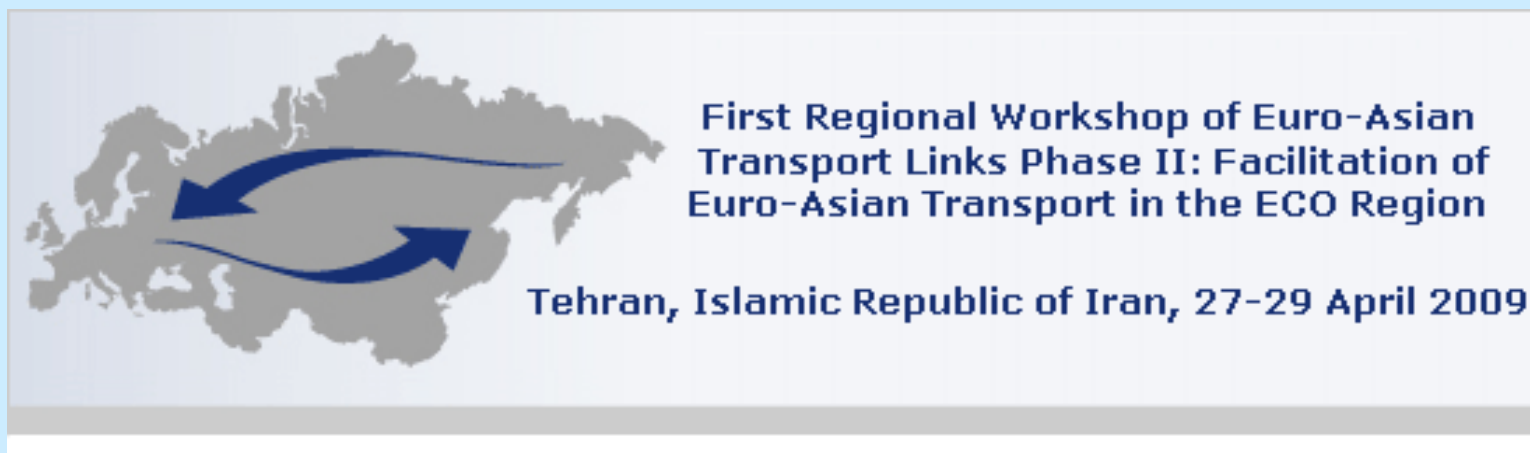 First Regional Workshop of Euro-Asian
Transport Links Phase II: Facilitation of
Euro-Asian Transport in the ECO Region
Tehran, Islamic Republic of Iran, 27-29 April 2009